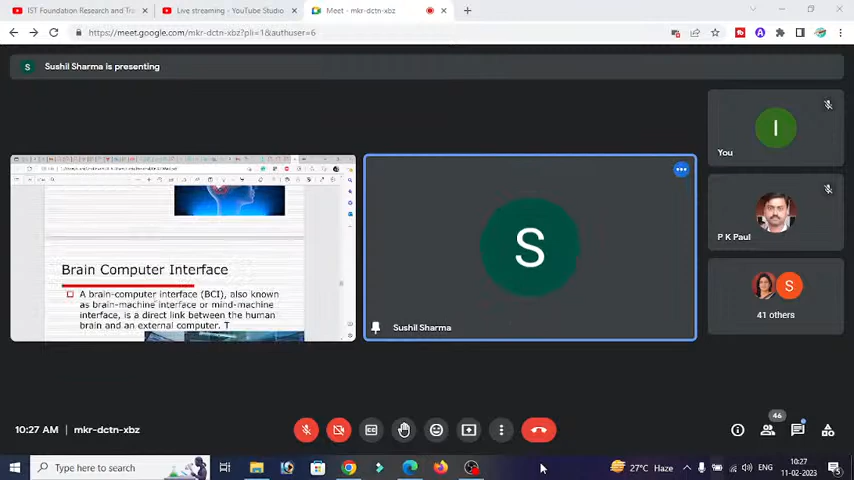 IST Foundation Research and Tra
Live streaming - YouTube Studio
Meet - mkr-dctn-xbz
https://meet.google.com/mkr-dctn-xbz?pli=1&authuser=6
S
Sushil Sharma is presenting
Brain Computer Interface
A brain-computer interface (BCI), also known
as brain-machine interface or mind-machine
interface, is a direct link between the human
brain and an external computer. T
S
Sushil Sharma
I
You
P K Paul
S
41 others
10:27 AM | mkr-dctn-xbz
46
Type here to search
27°C Haze
ENG
10:27
11-02-2023
5